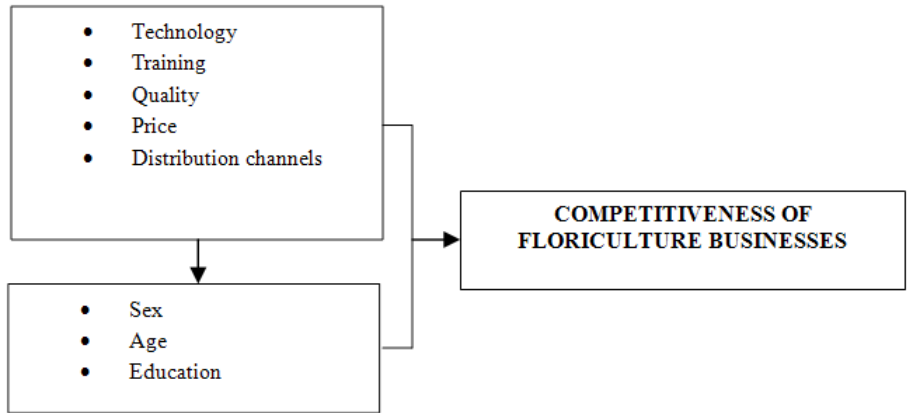 • Technology
• Training
• Quality
• Price
• Distribution channels
COMPETITIVENESS OF
FLORICULTURE BUSINESSES
• Sex
• Age
• Education